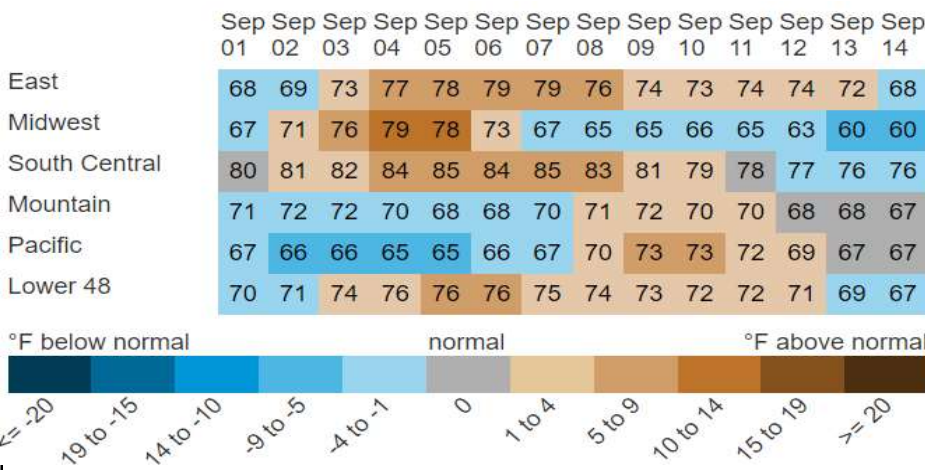 Sep Sep Sep Sep Sep Sep Sep Sep Sep Sep Sep Sep Sep Sep
01 02 03 04 05 06 07 08 09 10 11 12 13 14
East 68 69 73 77 78 79 79 76 74 73 74 74 72 68
Midwest 67 71 76 79 78 73 67 65 65 66 65 63 60 60
South Central 80 81 82 84 85 84 85 83 81 79 78 77 76 76
Mountain 71 72 72 70 68 68 70 71 72 70 70 68 68 67
Pacific 67 66 66 65 65 66 67 70 73 73 72 69 67 67
Lower 48 70 71 74 76 76 76 75 74 73 72 72 71 69 67
°F below normal normal °F above normal
<= -20 19 to -15 14 to -10 -9 to -5 -4 to -1 0 1 to 4 5 to 9 10 to 14 15 to 19 >= 20